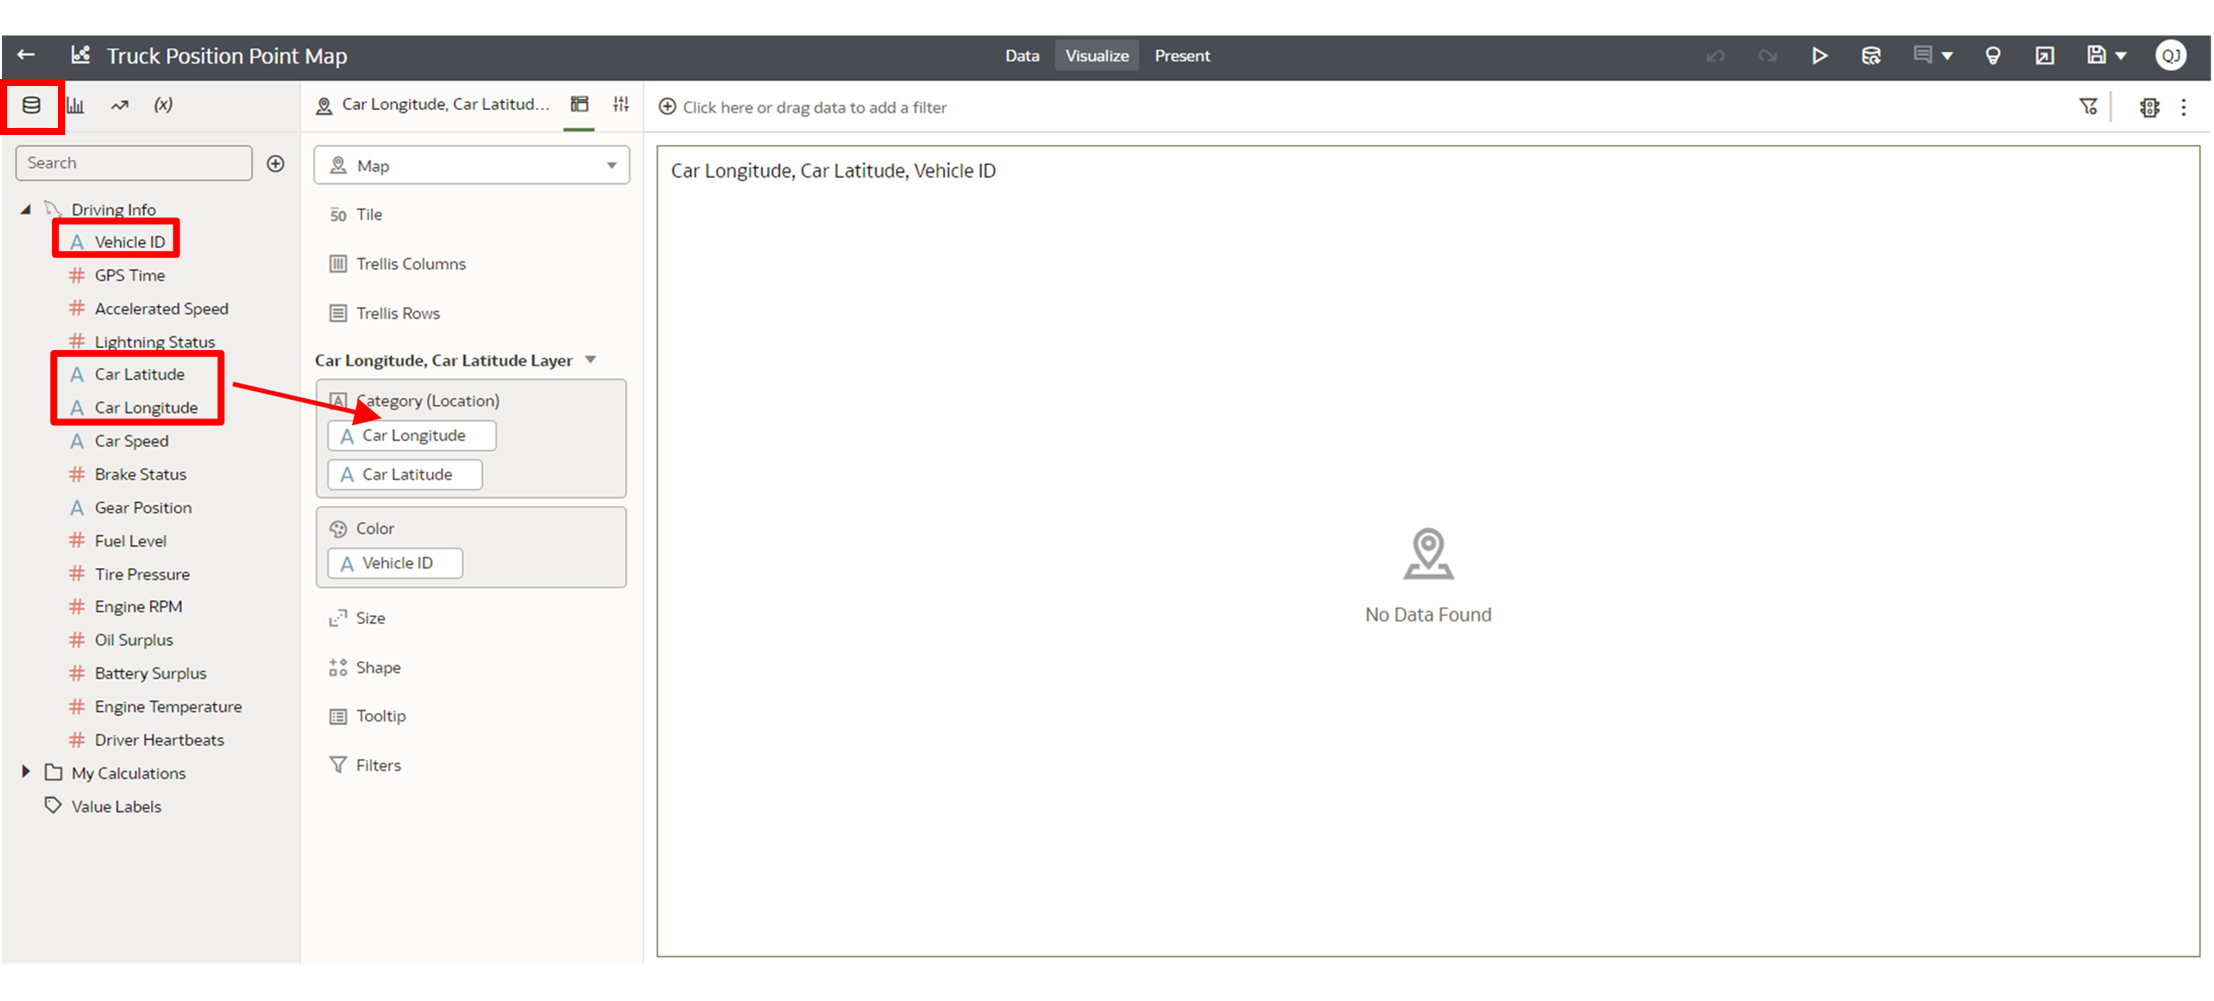 Truck Position Point Map
Data Visualize Present
QJ
(x)
Car Longitude, Car Latitud...
Click here or drag data to add a filter
Search
Driving Info
A Vehicle ID
# GPS Time
# Accelerated Speed
# Lightning Status
A Car Latitude
A Car Longitude
A Car Speed
# Brake Status
A Gear Position
# Fuel Level
# Tire Pressure
# Engine RPM
# Oil Surplus
# Battery Surplus
# Engine Temperature
# Driver Heartbeats
My Calculations
Value Labels
Map
50 Tile
Trellis Columns
Trellis Rows
Car Longitude, Car Latitude Layer
A Category (Location)
A Car Longitude
A Car Latitude
Color
A Vehicle ID
Size
Shape
Tooltip
Filters
Car Longitude, Car Latitude, Vehicle ID
No Data Found